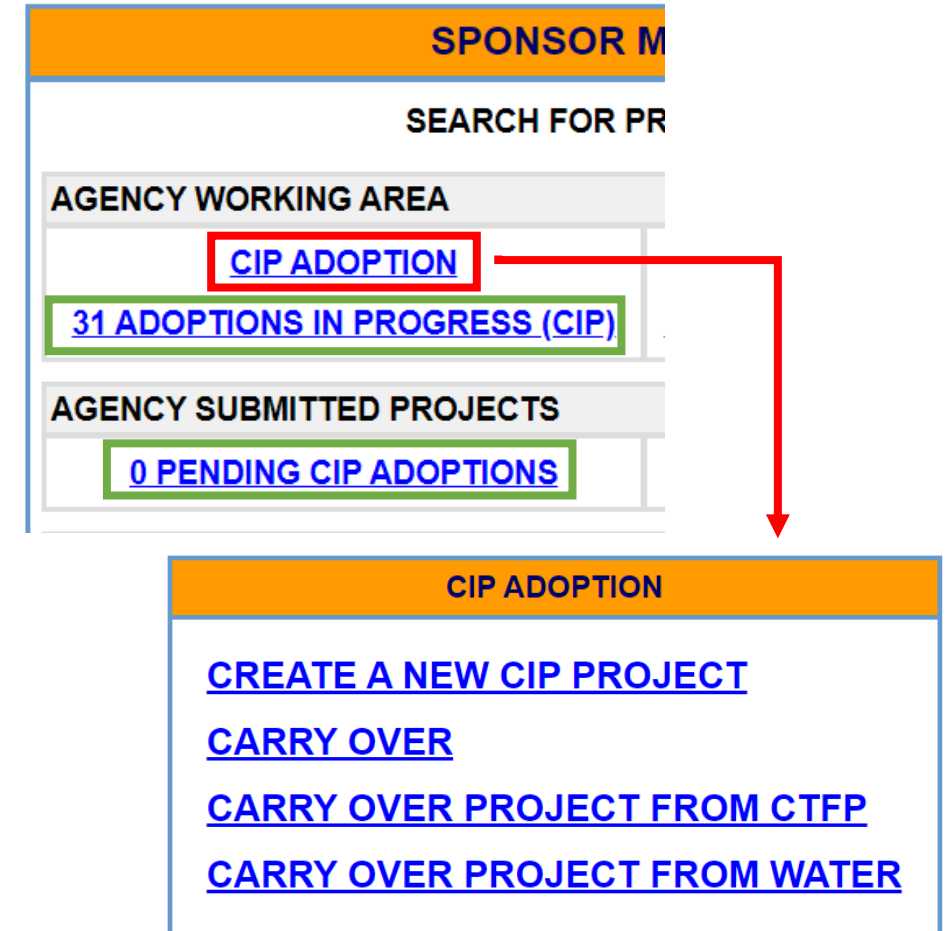 SPONSOR M
SEARCH FOR PR
AGENCY WORKING AREA
CIP ADOPTION
31 ADOPTIONS IN PROGRESS (CIP)
AGENCY SUBMITTED PROJECTS
0 PENDING CIP ADOPTIONS
CIP ADOPTION
CREATE A NEW CIP PROJECT
CARRY OVER
CARRY OVER PROJECT FROM CTFP
CARRY OVER PROJECT FROM WATER